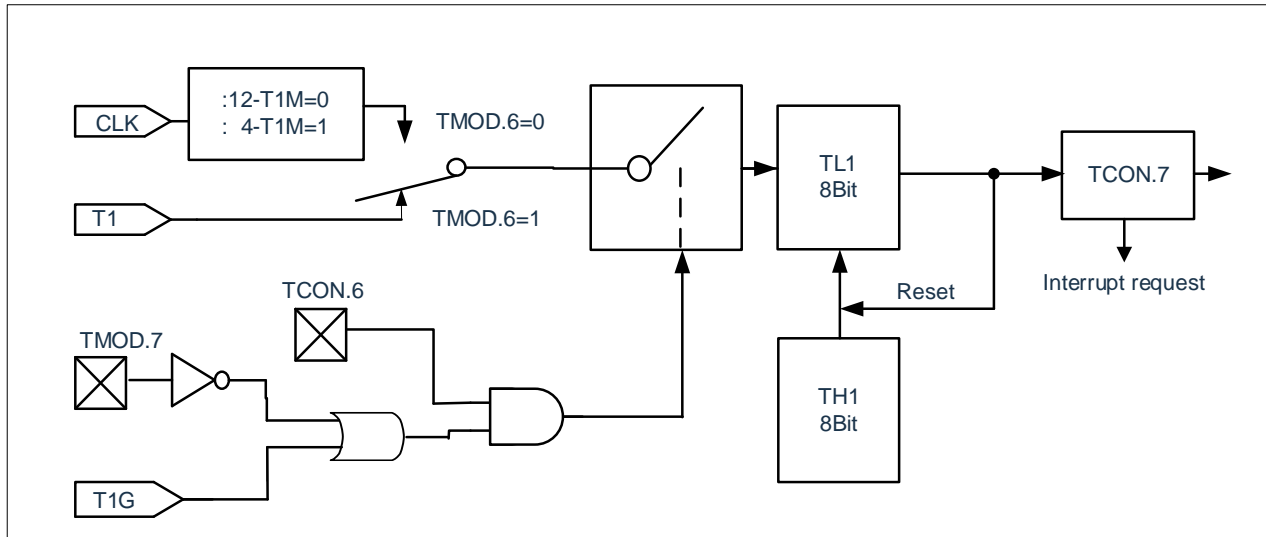 :12-T1M=0
: 4-T1M=1
CLK
TMOD.6=0
T1
TMOD.6=1
TL1
8Bit
TCON.7
Interrupt request
Reset
TCON.6
TMOD.7
TH1
8Bit
T1G